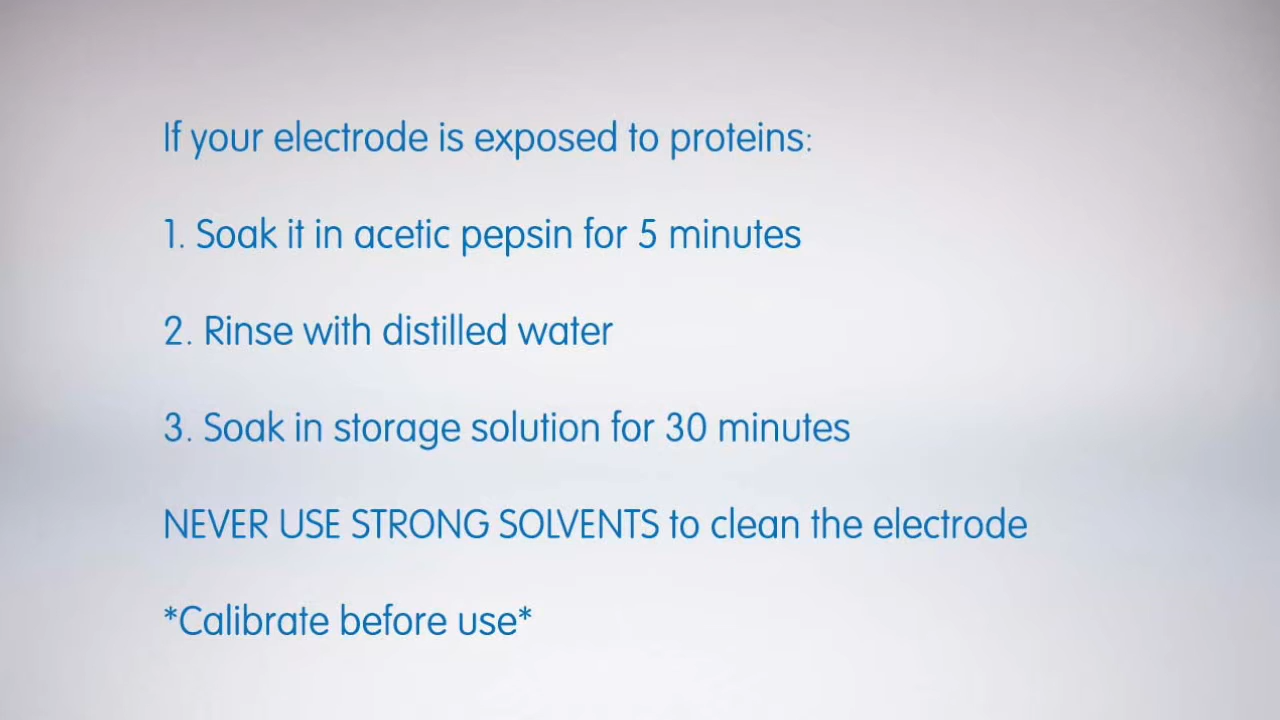 If your electrode is exposed to proteins:
1. Soak it in acetic pepsin for 5 minutes
2. Rinse with distilled water
3. Soak in storage solution for 30 minutes
NEVER USE STRONG SOLVENTS to clean the electrode
*Calibrate before use*